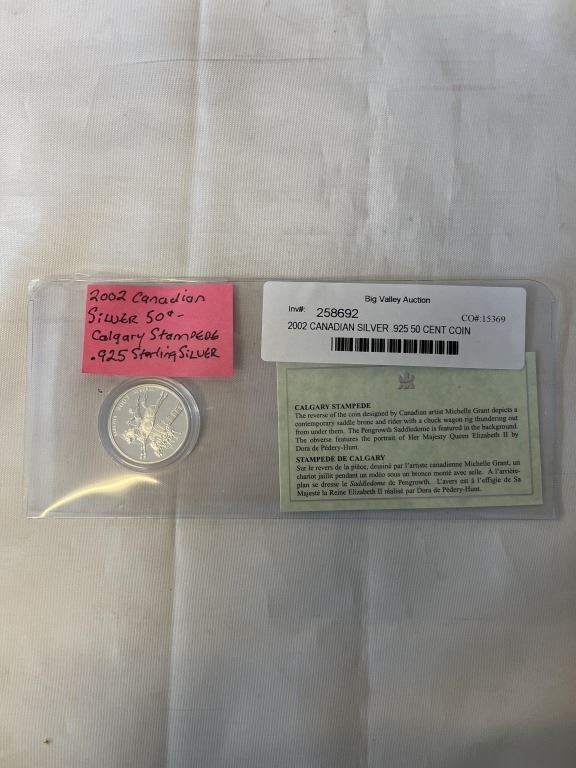 2002 Canadian
SILVER 50¢-
Calgary STAMPEDE
.925 Sterling SILVER
Big Valley Auction
Inv#: 258692 CO#:15369
2002 CANADIAN SILVER .925 50 CENT COIN
CALGARY STAMPEDE
The reverse of the coin designed by Canadian artist Michelle Grant depicts a
contemporary saddle bronc and rider with a chuck wagon rig thundering out
from under them. The Pengrowth Saddledome is featured in the background.
The obverse features the portrait of Her Majesty Queen Elizabeth II by
Dora de Pédery-Hunt.
STAMPEDE DE CALGARY
Sur le revers de la pièce, dessiné par l'artiste canadienne Michelle Grant, un
chariot jaillit pendant un rodéo sous un bronco monté avec selle. À l'arrière-
plan se dresse le Saddledome de Pengrowth. L'avers est à l'effigie de Sa
Majesté la Reine Elizabeth II réalisé par Dora de Pédery-Hunt.